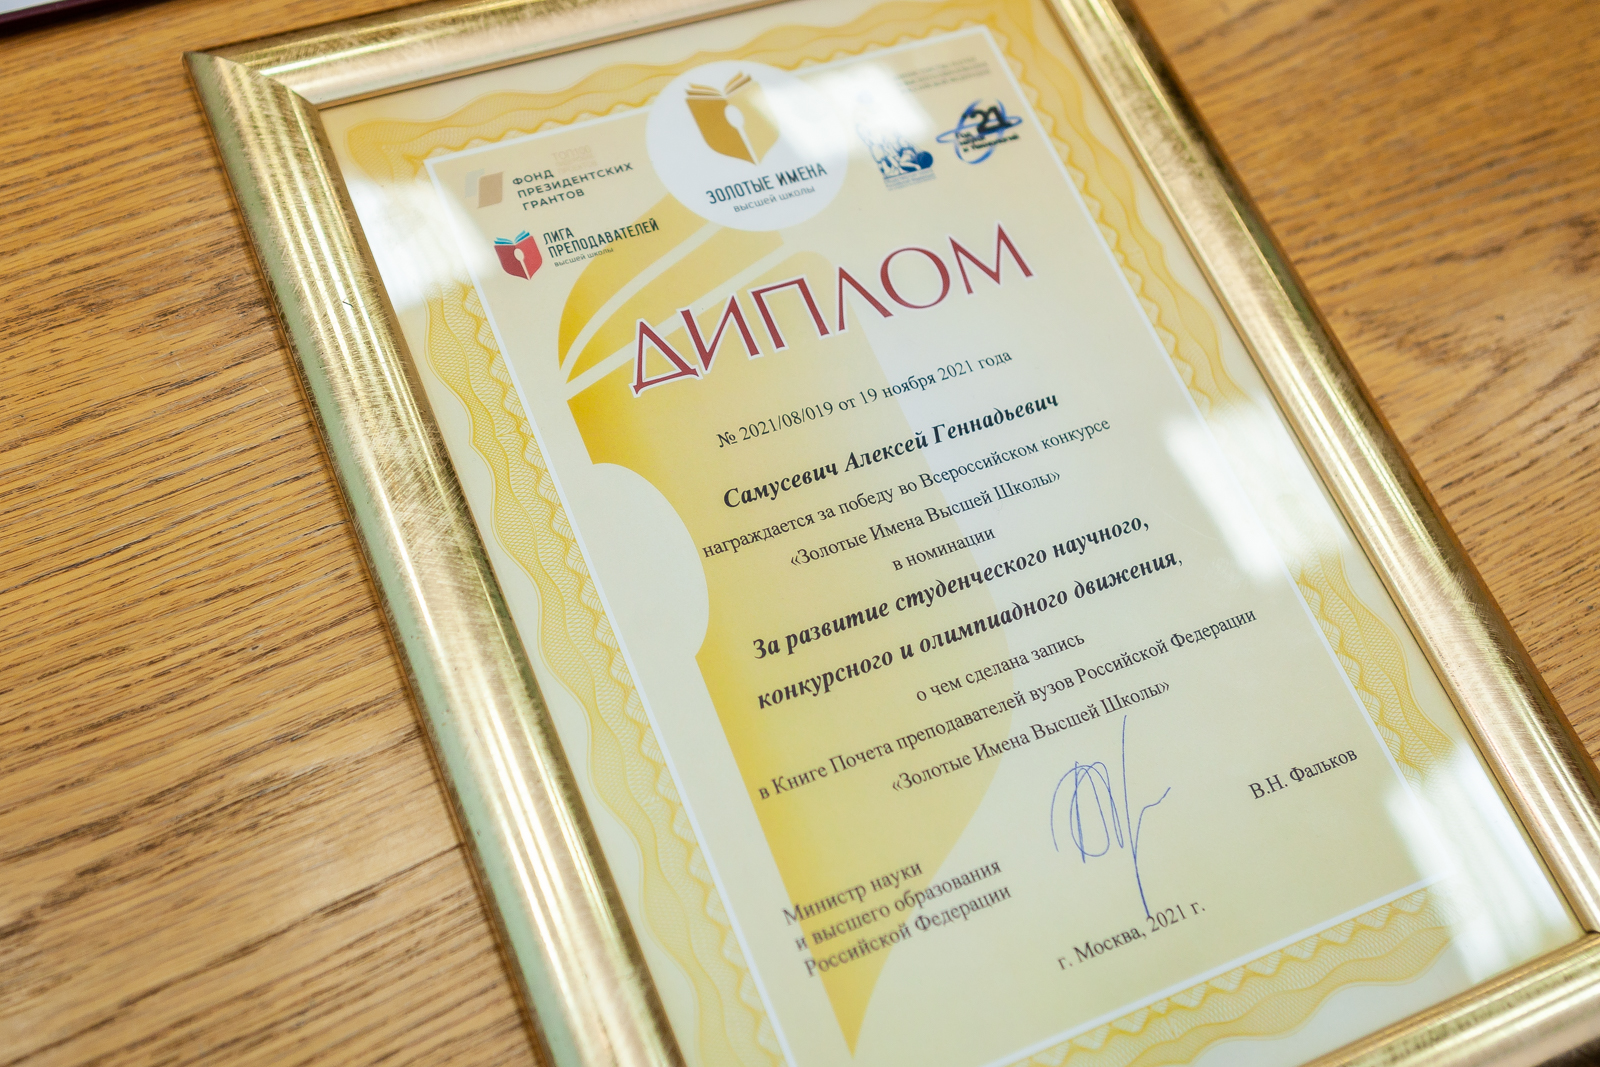 ФОНД
ПРЕЗИДЕНТСКИХ
ГРАНТОВ
ЛИГА
ПРЕПОДАВАТЕЛЕЙ
высшей школы
ЗОЛОТЫЕ ИМЕНА
высшей школы
21
ДИПЛОМ
№ 2021/08/019 от 19 ноября 2021 года
Самусевич Алексей Геннадьевич
награждается за победу во Всероссийском конкурсе
«Золотые Имена Высшей Школы»
в номинации
За развитие студенческого научного,
конкурсного и олимпиадного движения,
о чем сделана запись
в Книге Почета преподавателей вузов Российской Федерации
«Золотые Имена Высшей Школы»
Министр науки
и высшего образования
Российской Федерации
В.Н. Фальков
г. Москва, 2021 г.